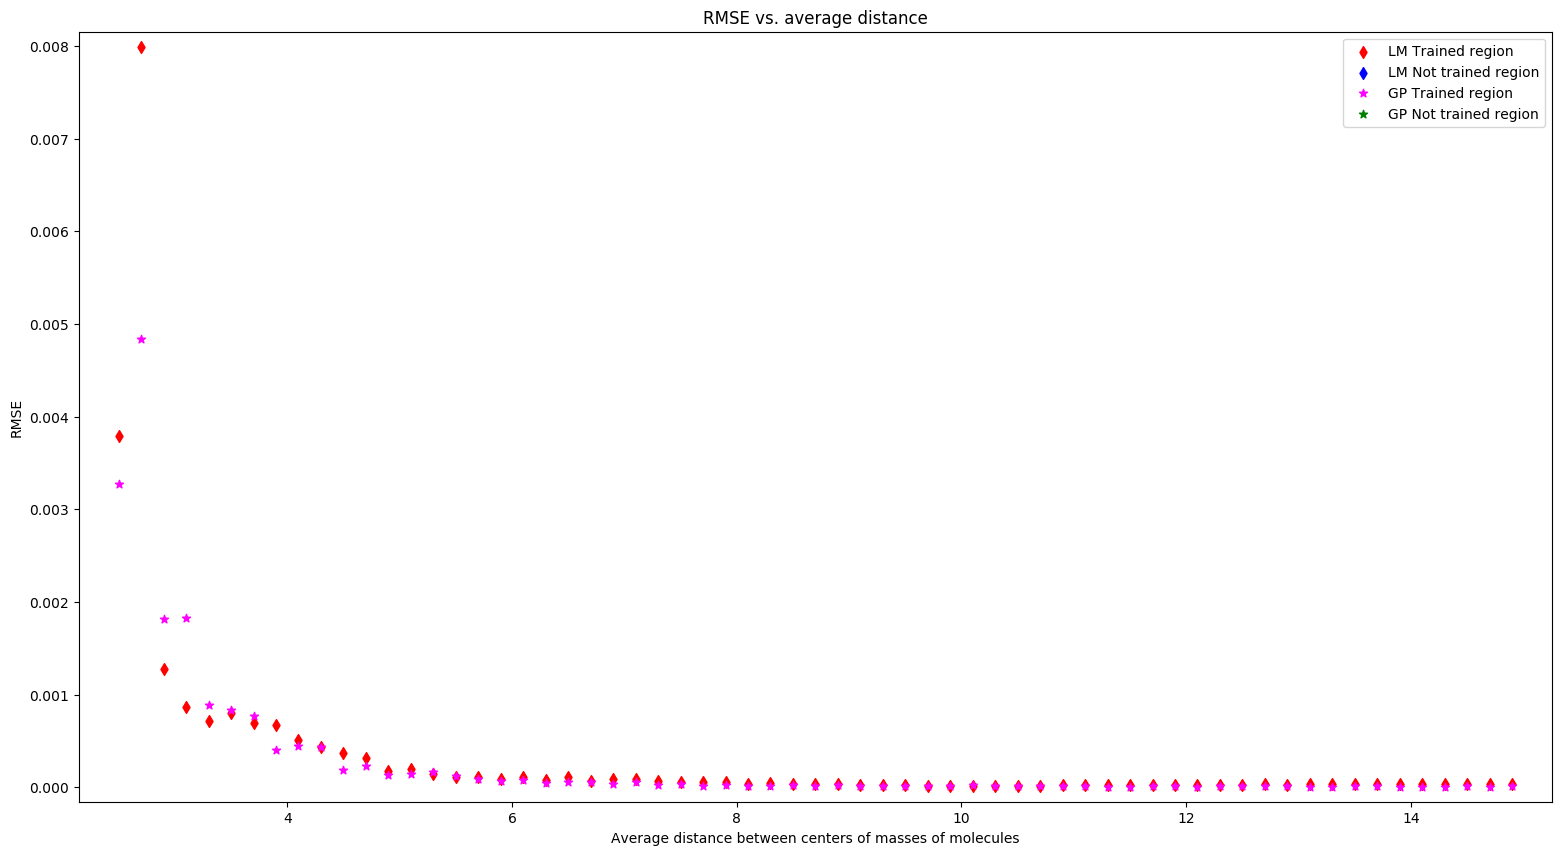 RMSE vs. average distance
LM Trained region
LM Not trained region
GP Trained region
GP Not trained region
0.008
0.007
0.006
0.005
0.004
0.003
0.002
0.001
0.000
RMSE
4
6
8
10
12
14
Average distance between centers of masses of molecules